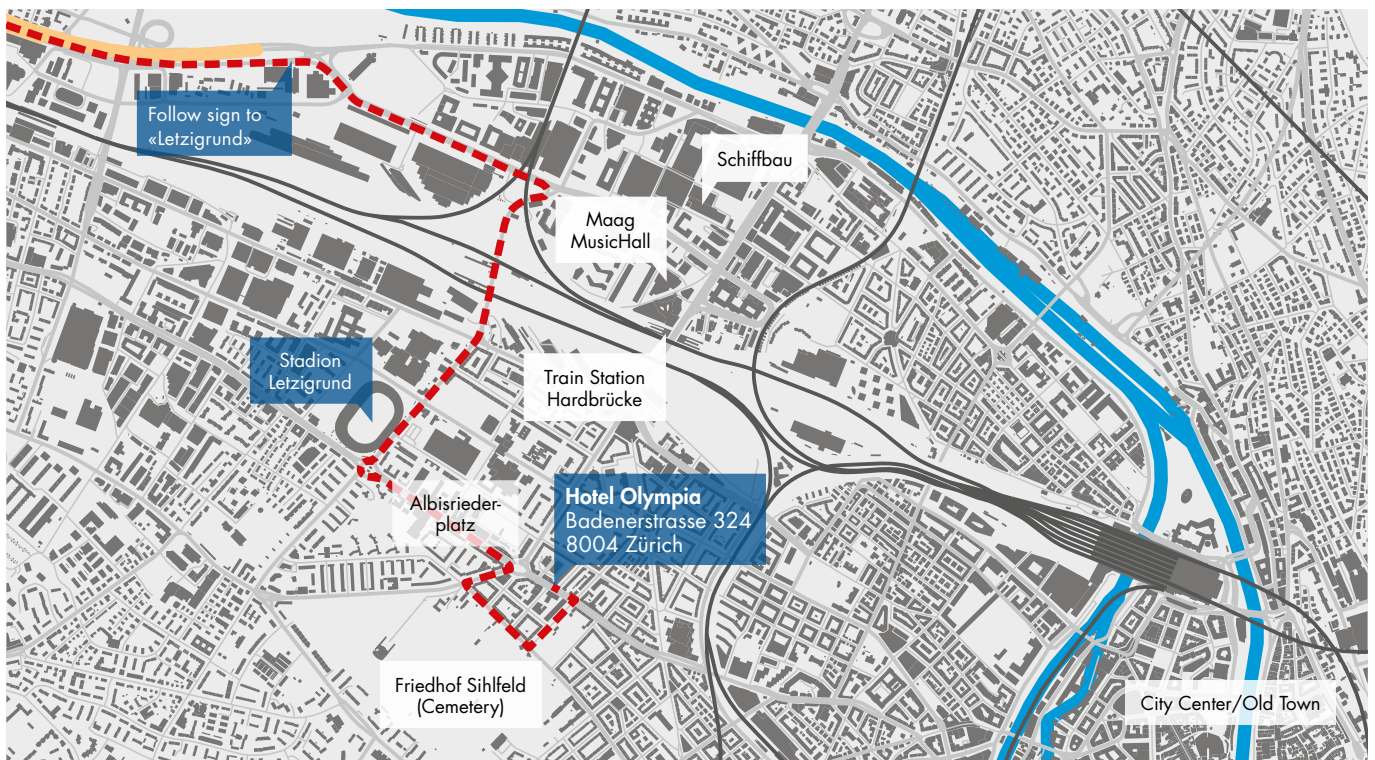 Follow sign to
«Letzigrund»
Schiffbau
Maag
MusicHall
Stadion
Letzigrund
Train Station
Hardbrücke
Albisrieder-
platz
Hotel Olympia
Badenerstrasse 324
8004 Zürich
Friedhof Sihlfeld
(Cemetery)
City Center/Old Town